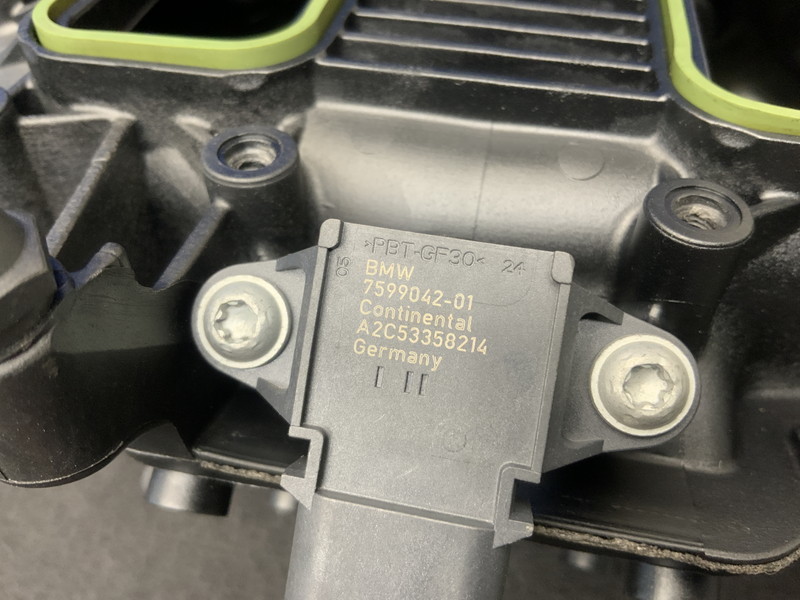 >PBT-GF30< 24
05
BMW
7599042-01
Continental
A2C53358214
Germany